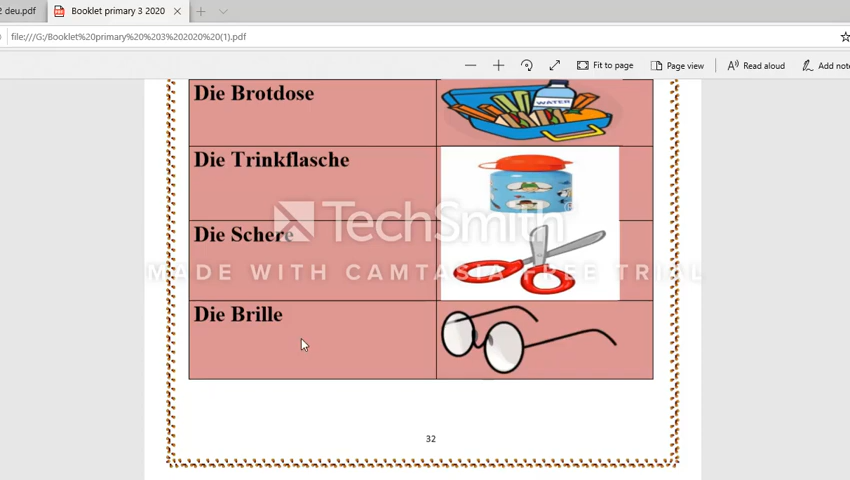 2 deu.pdf
Booklet primary 3 2020
file:///G:/Booklet%20primary%20%203%202020%20(1).pdf
Fit to page
Page view
Read aloud
Add note
Die Brotdose
WATER
Die Trinkflasche
TechSmith
Die Schere
MADE WITH CAMTASIA FREE TRIAL
Die Brille
32